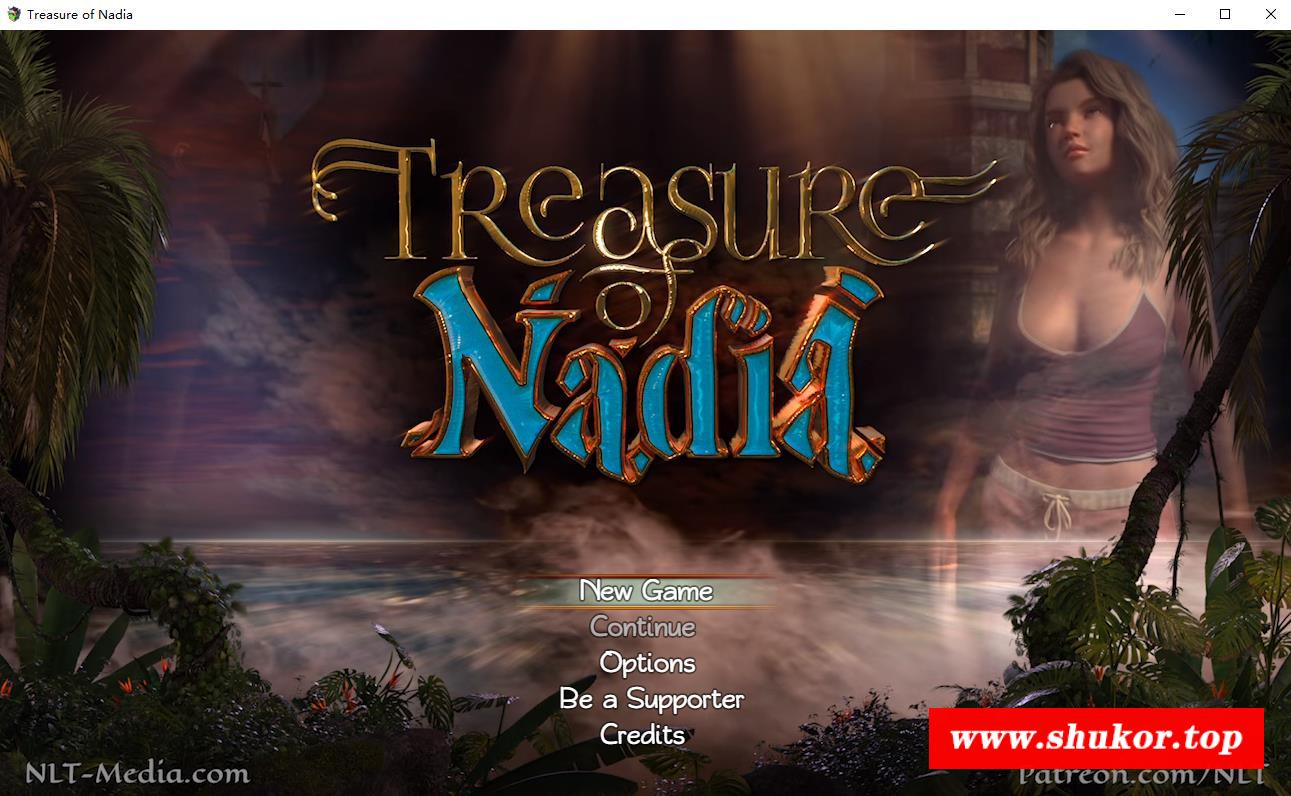 Treasure of Nadia
Treasure
of
Nadia
New Game
Continue
Options
Be a Supporter
Credits
www.shukor.top
NLT-Media.com
Patreon.com/NLT